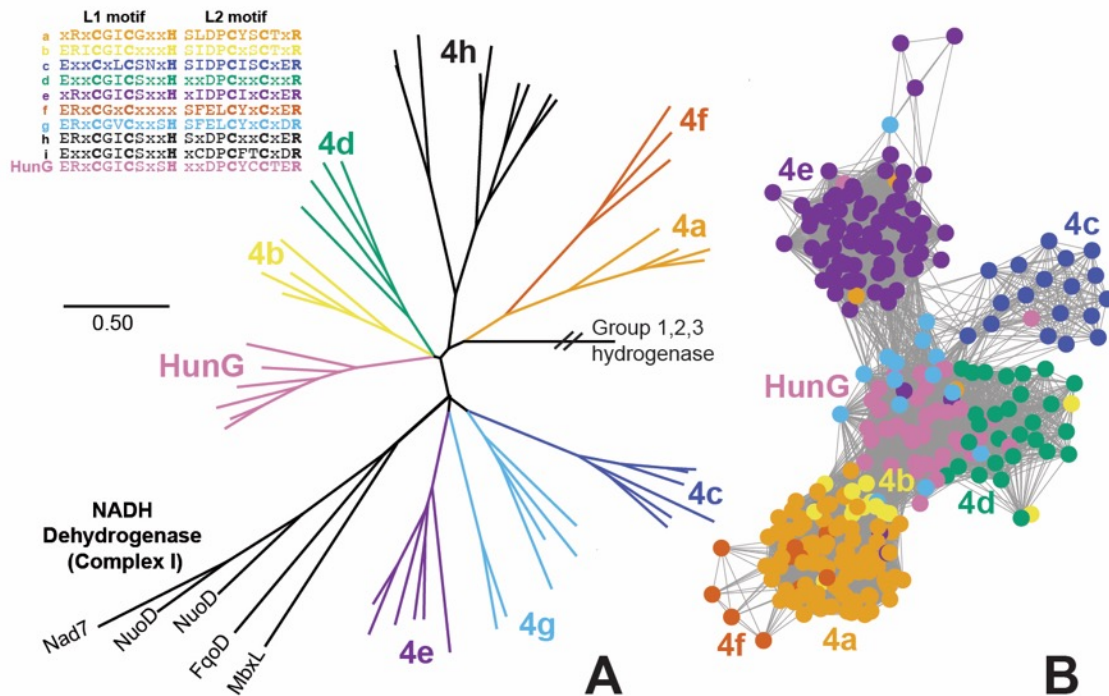 L1 motif L2 motif
a xRxCGICGxxH SLDPCYSCTxR
b ERICGICxxxH SIDPCxSCTxR
c ExxCxLCSNxH SIDPCISCxER
d ExxCGICSxxH xxDPCxxCxxR
e xRxCGICSxxH xIDPCIxCxER
f ERxCGxCxxxx SFELCYxCxER
g ERxCGVCxxSH SFELCYxCxDR
h ERxCGICSxxH SxDPCxxCxER
i ExxCGICSxxH xCDPCFTCxDR
HunG ERxCGICSxSH xxDPCYCCTER
4h
4f
4d
4a
4b
0.50
Group 1,2,3
hydrogenase
HunG
4c
NADH
Dehydrogenase
(Complex I)
Nad7
NuoD
NuoD
FqoD
MbxL
4e
4g
A
4e
4c
HunG
4b
4d
4f
4a
B